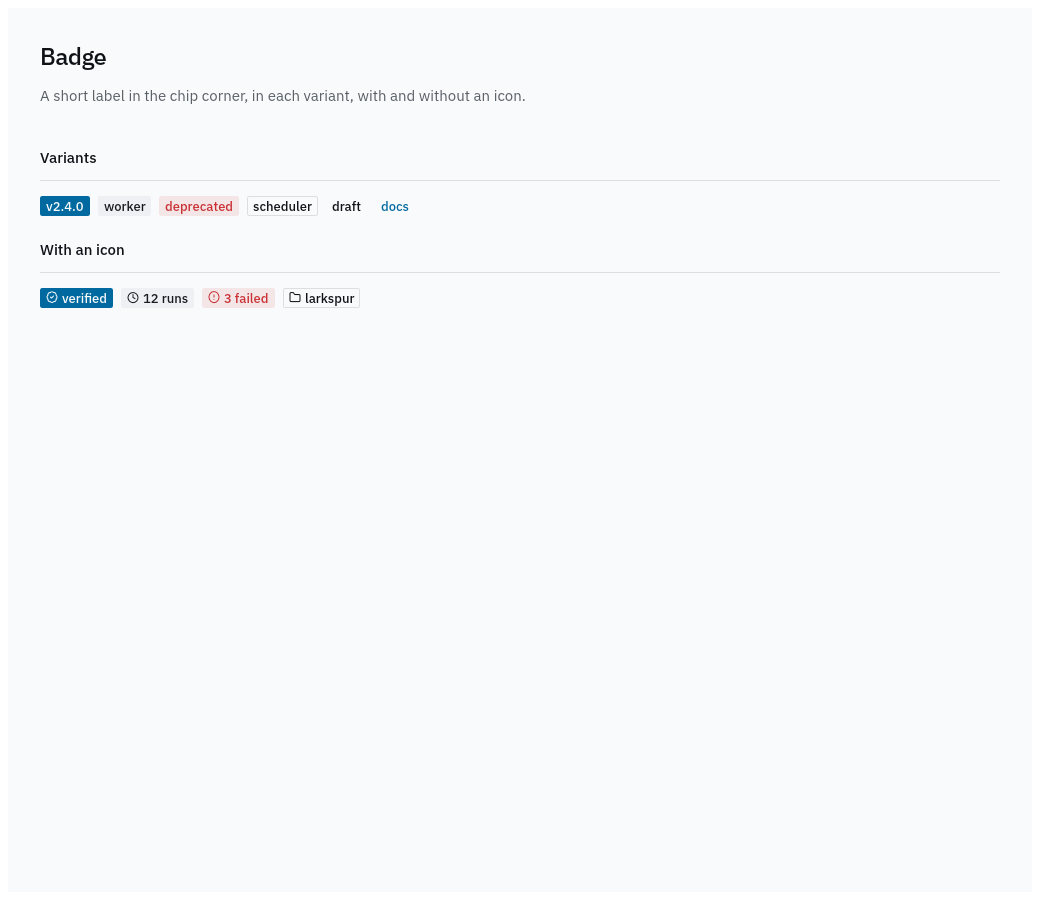 Badge
A short label in the chip corner, in each variant, with and without an icon.
Variants
v2.4.0 worker deprecated scheduler draft docs
With an icon
verified 12 runs 3 failed larkspur